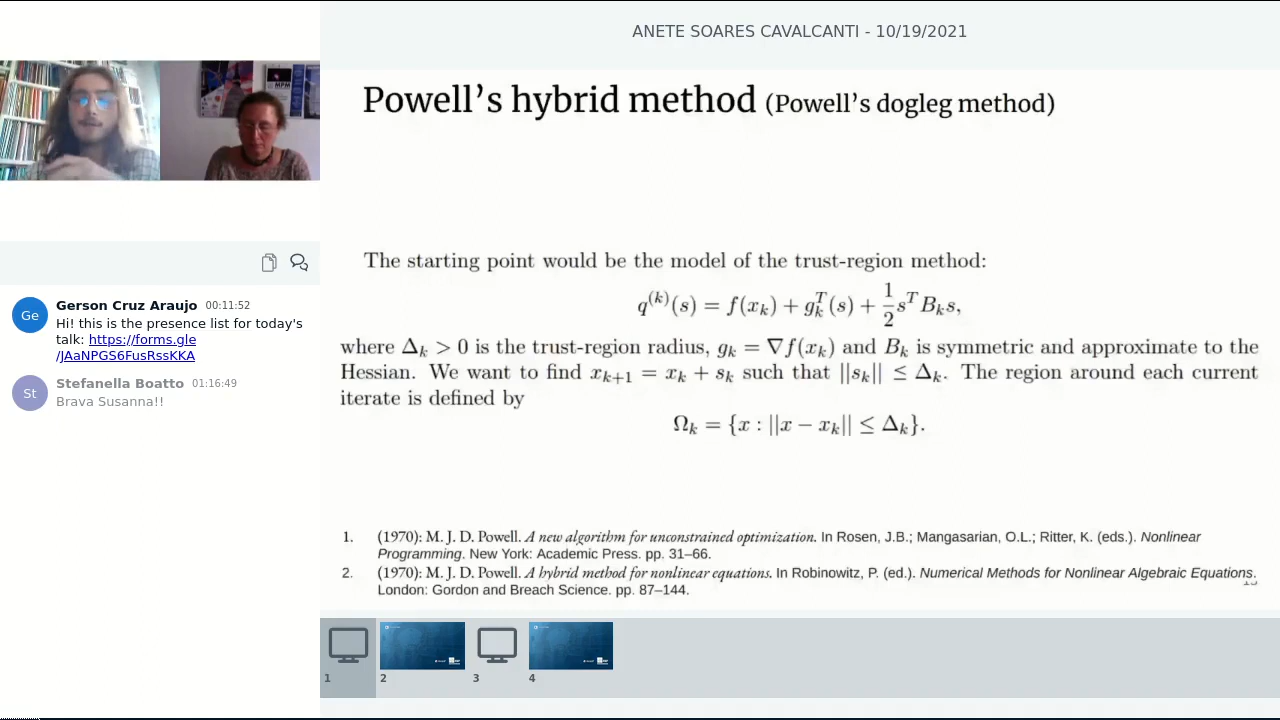 ANETE SOARES CAVALCANTI - 10/19/2021
Powell's hybrid method (Powell's dogleg method)
MPM
The starting point would be the model of the trust-region method:
q^{(k)}(s) = f(x_k) + g_k^T(s) + \frac{1}{2} s^T B_k s,
where Δ_k > 0 is the trust-region radius, g_k = ∇f(x_k) and B_k is symmetric and approximate to the
Hessian. We want to find x_{k+1} = x_k + s_k such that ||s_k|| ≤ Δ_k. The region around each current
iterate is defined by
Ω_k = {x : ||x − x_k|| ≤ Δ_k}.
1. (1970): M. J. D. Powell. A new algorithm for unconstrained optimization. In Rosen, J.B.; Mangasarian, O.L.; Ritter, K. (eds.). Nonlinear
Programming. New York: Academic Press. pp. 31–66.
2. (1970): M. J. D. Powell. A hybrid method for nonlinear equations. In Robinowitz, P. (ed.). Numerical Methods for Nonlinear Algebraic Equations.
London: Gordon and Breach Science. pp. 87–144.
Ge
Gerson Cruz Araujo 00:11:52
Hi! this is the presence list for today's
talk: https://forms.gle
/JAaNPGS6FusRssKKA
St
Stefanella Boatto 01:16:49
Brava Susanna!!
1
2
3
4